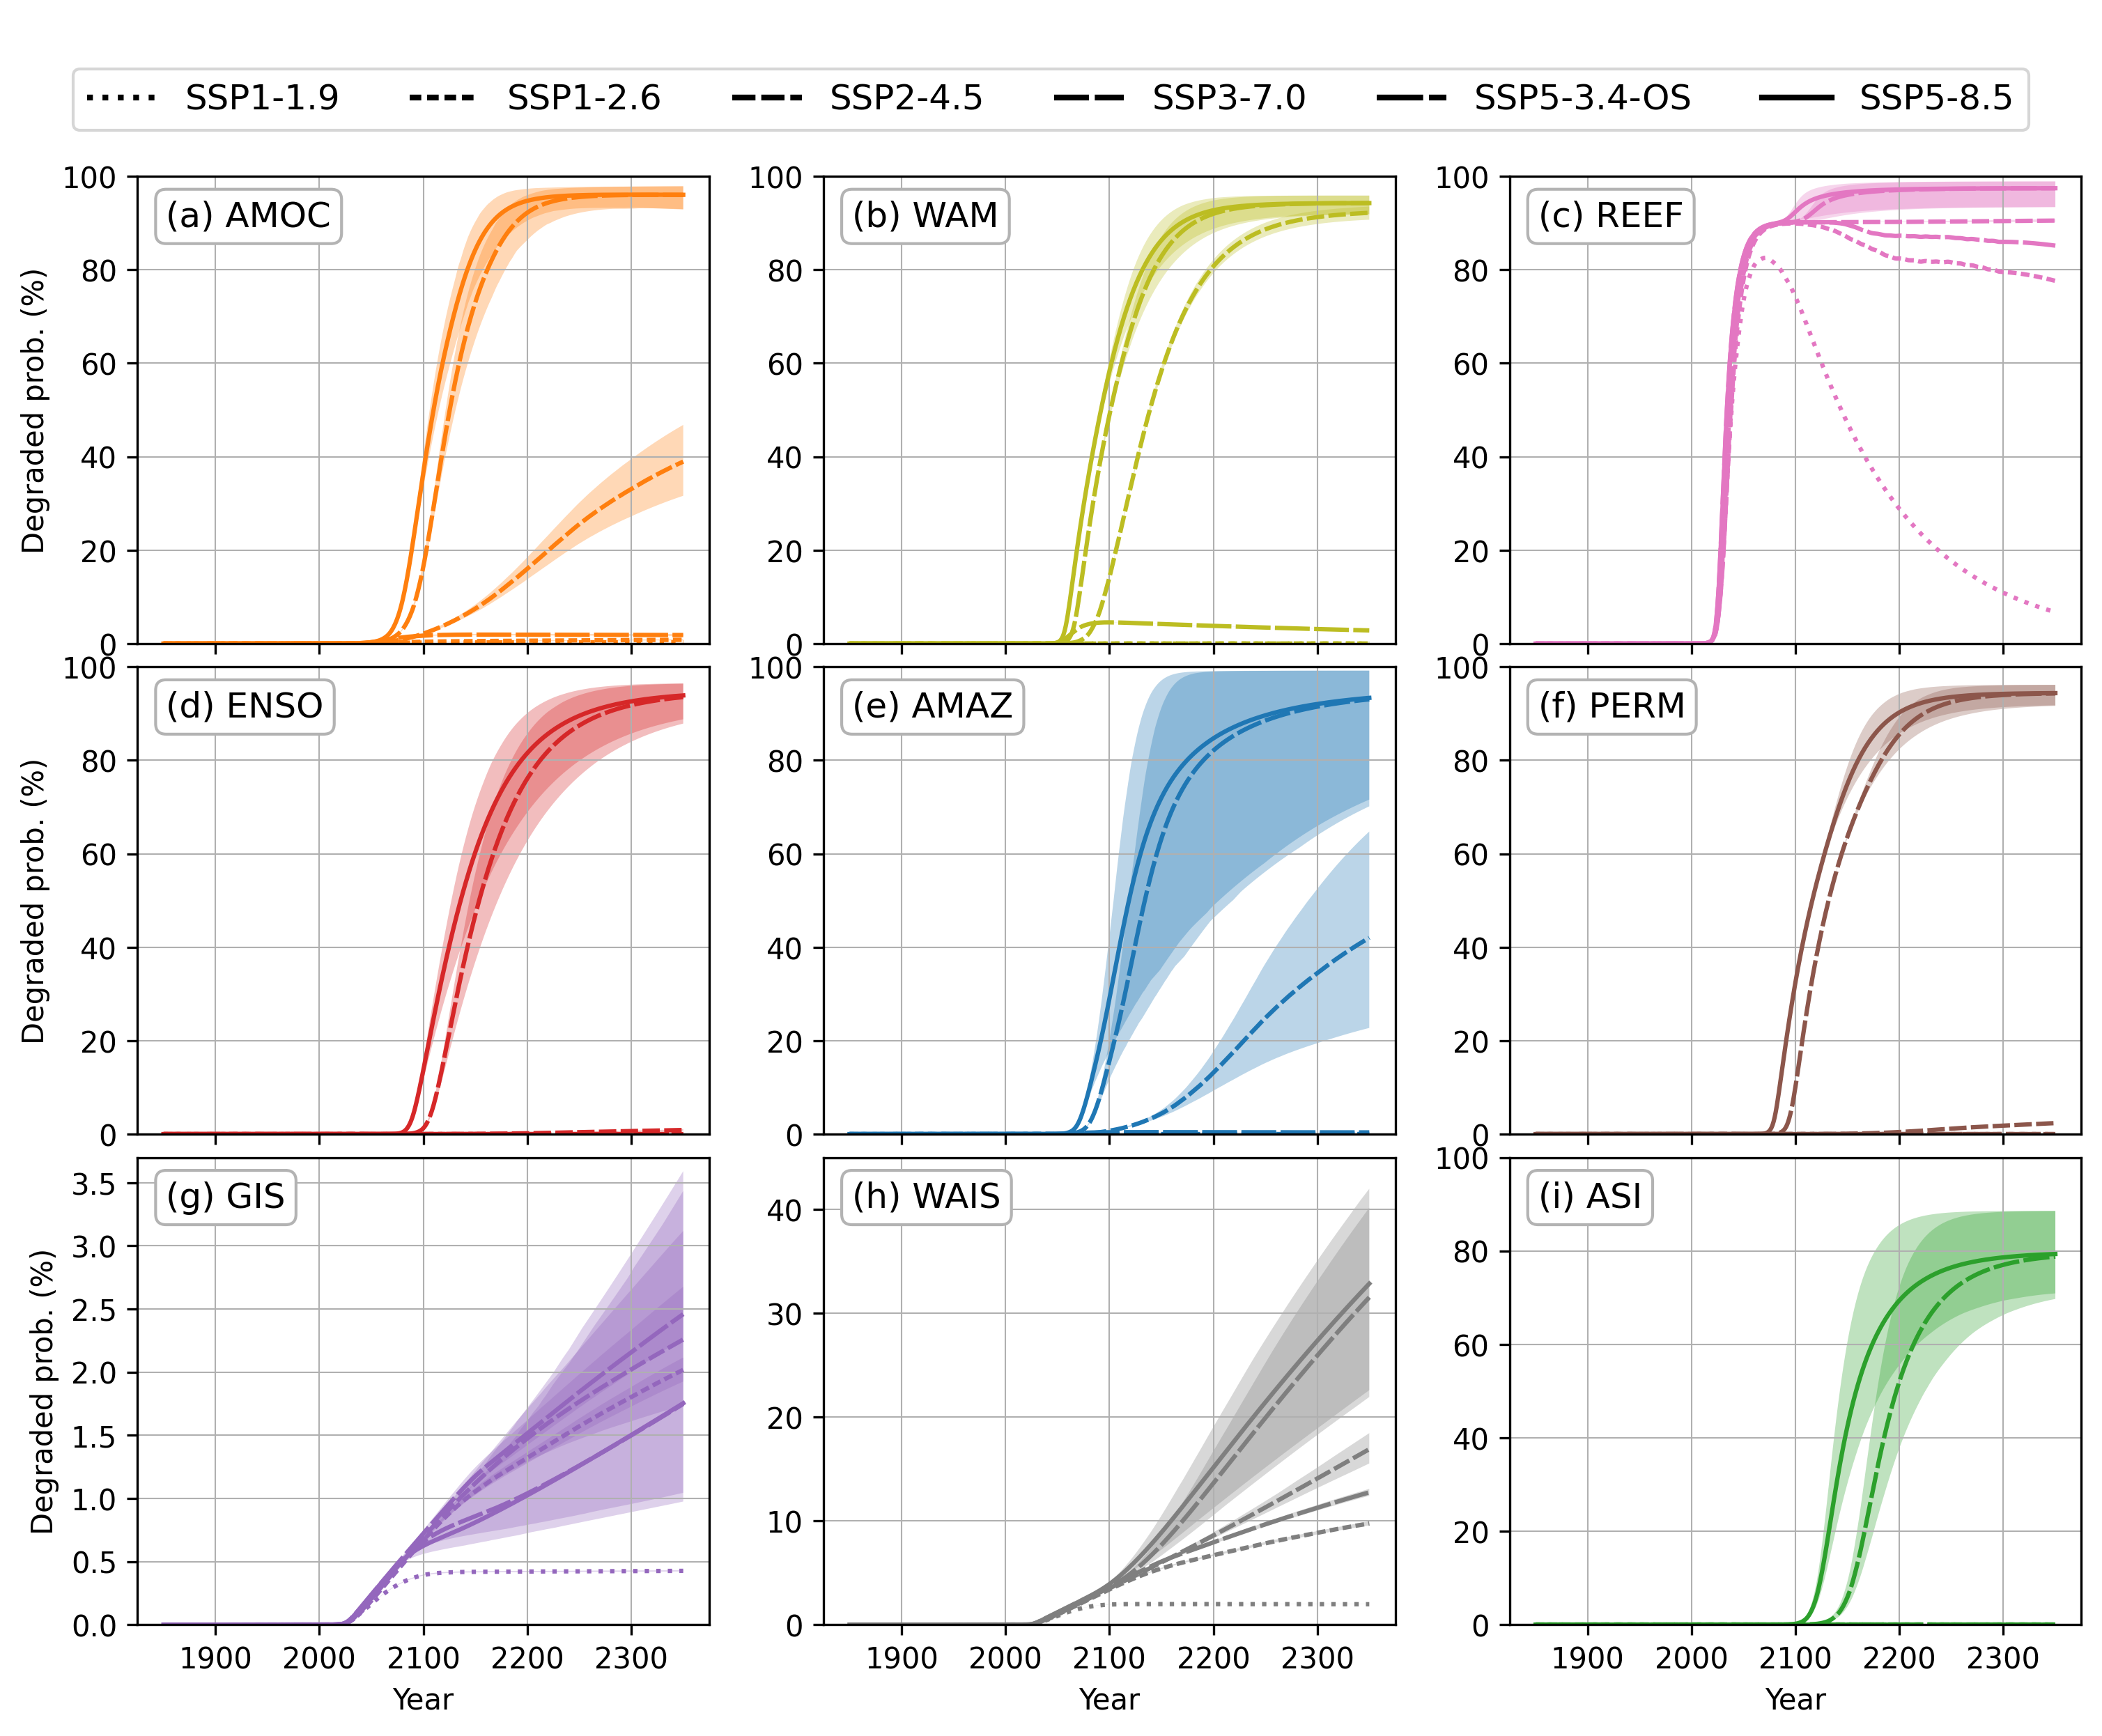 SSP1-1.9 SSP1-2.6 SSP2-4.5 SSP3-7.0 SSP5-3.4-OS SSP5-8.5
(a) AMOC
Degraded prob. (%)
100
80
60
40
20
0
(b) WAM
100
80
60
40
20
0
(c) REEF
100
80
60
40
20
0
(d) ENSO
Degraded prob. (%)
100
80
60
40
20
0
(e) AMAZ
100
80
60
40
20
0
(f) PERM
100
80
60
40
20
0
(g) GIS
Degraded prob. (%)
3.5
3.0
2.5
2.0
1.5
1.0
0.5
0.0
1900 2000 2100 2200 2300
Year
(h) WAIS
40
30
20
10
0
1900 2000 2100 2200 2300
Year
(i) ASI
100
80
60
40
20
0
1900 2000 2100 2200 2300
Year